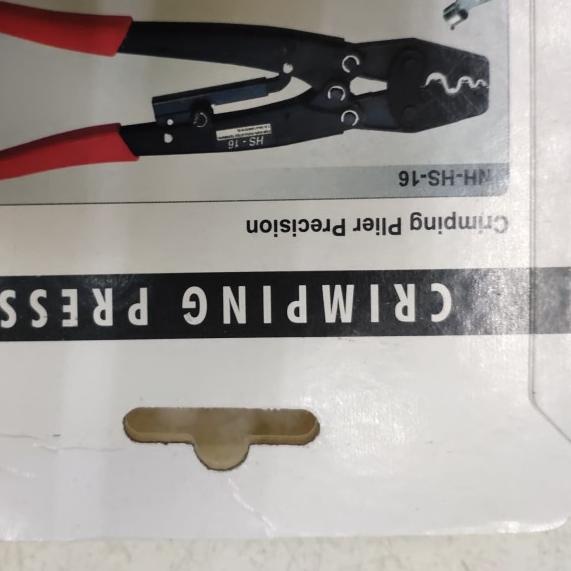 CRIMPING PRESS
Crimping Plier Precision
NH-HS-16
HS - 16